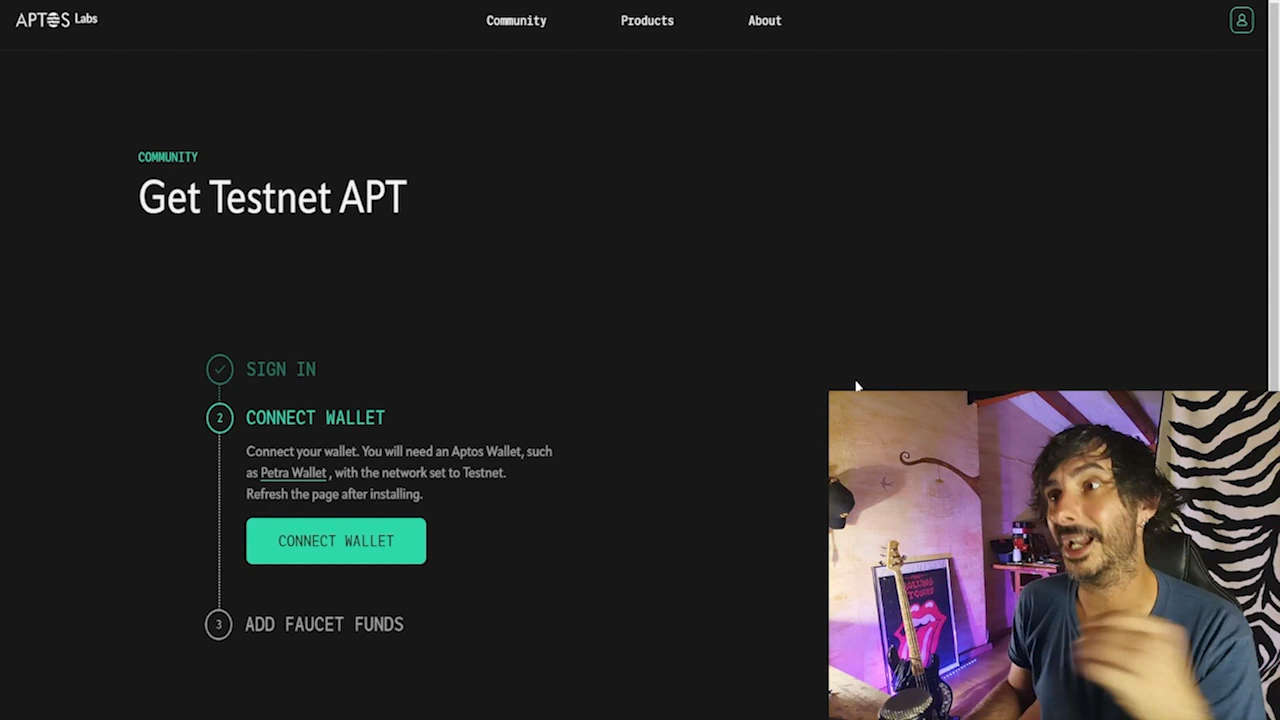 APTOS Labs
Community
Products
About
COMMUNITY
Get Testnet APT
SIGN IN
2
CONNECT WALLET
Connect your wallet. You will need an Aptos Wallet, such
as Petra Wallet , with the network set to Testnet.
Refresh the page after installing.
CONNECT WALLET
3
ADD FAUCET FUNDS